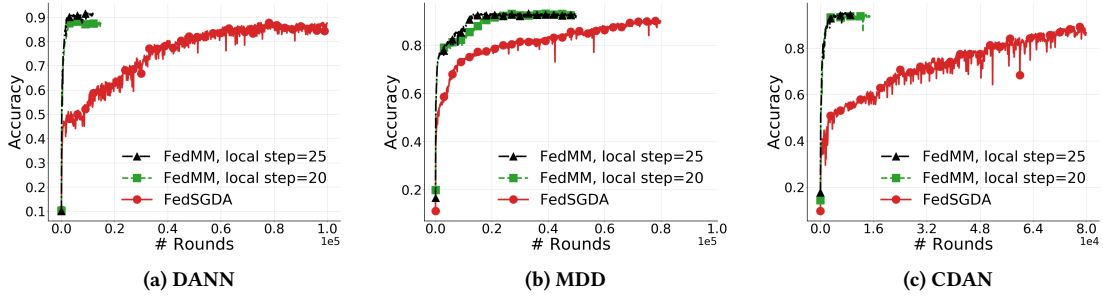 Accuracy
0.9
0.8
0.7
0.6
0.5
0.4
0.3
0.2
0.1
FedMM, local step=25
FedMM, local step=20
FedSGDA
0.0 0.2 0.4 0.6 0.8 1.0
# Rounds 1e5
(a) DANN
Accuracy
0.8
0.6
0.4
0.2
FedMM, local step=25
FedMM, local step=20
FedSGDA
0.0 0.2 0.4 0.6 0.8 1.0
# Rounds 1e5
(b) MDD
Accuracy
0.8
0.6
0.4
0.2
FedMM, local step=25
FedMM, local step=20
FedSGDA
0.0 1.6 3.2 4.8 6.4 8.0
# Rounds 1e4
(c) CDAN